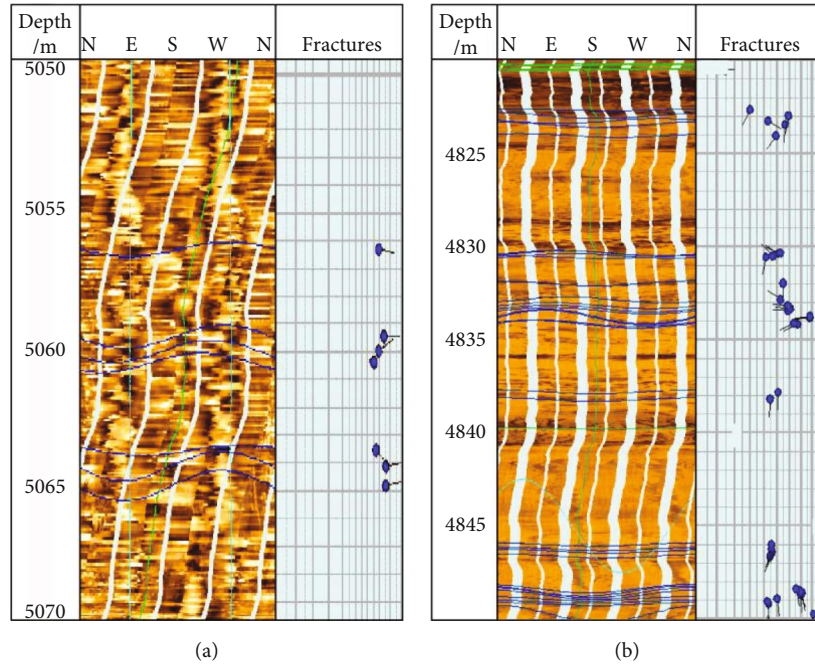 Depth
/m
N E S W N
Fractures
5050
5055
5060
5065
5070
(a)
Depth
/m
N E S W N
Fractures
4825
4830
4835
4840
4845
(b)